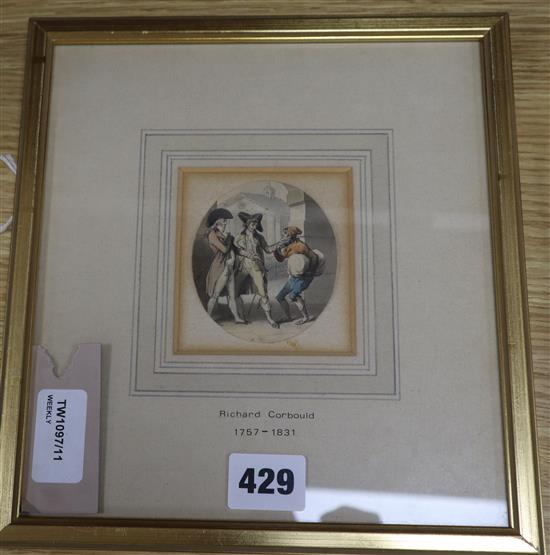 Richard Corbould
1757-1831
429
TW1097/11
WEEKLY